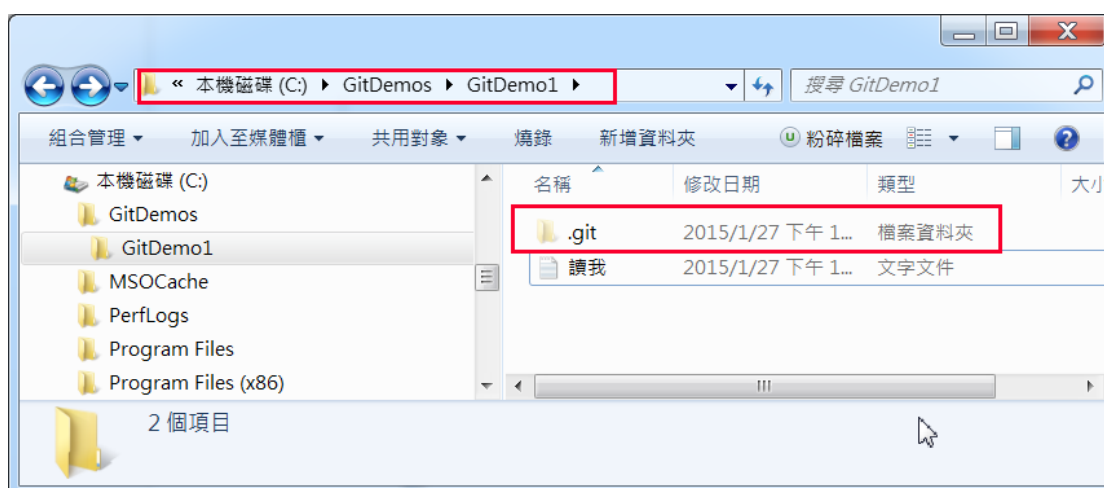 « 本機磁碟 (C:) GitDemos GitDemo1
搜尋 GitDemo1
組合管理 加入至媒體櫃 共用對象 燒錄 新增資料夾 粉碎檔案
本機磁碟 (C:)
GitDemos
GitDemo1
MSOCache
PerfLogs
Program Files
Program Files (x86)
名稱 修改日期 類型 大小
.git 2015/1/27 下午 1... 檔案資料夾
讀我 2015/1/27 下午 1... 文字文件
2 個項目